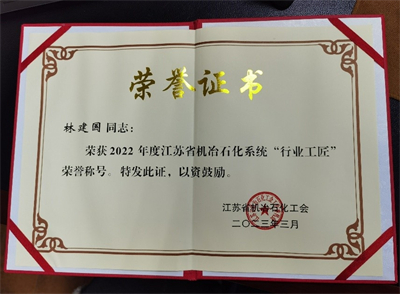 荣誉证书
林建国同志：
荣获2022年度江苏省机冶石化系统“行业工匠”
荣誉称号。特发此证，以资鼓励。
江苏省机冶石化工会
二〇二三年三月